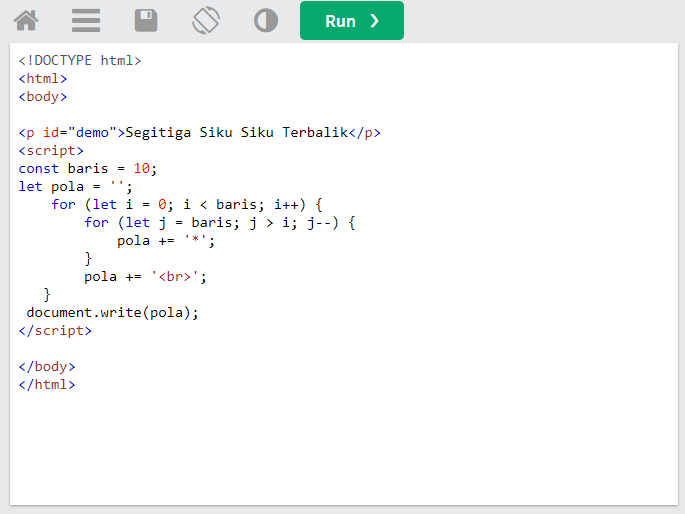 Run ❯
<!DOCTYPE html>
<html>
<body>
<p id="demo">Segitiga Siku Siku Terbalik</p>
<script>
const baris = 10;
let pola = '';
    for (let i = 0; i < baris; i++) {
        for (let j = baris; j > i; j--) {
            pola += '*';
        }
        pola += '<br>';
   }
 document.write(pola);
</script>
</body>
</html>